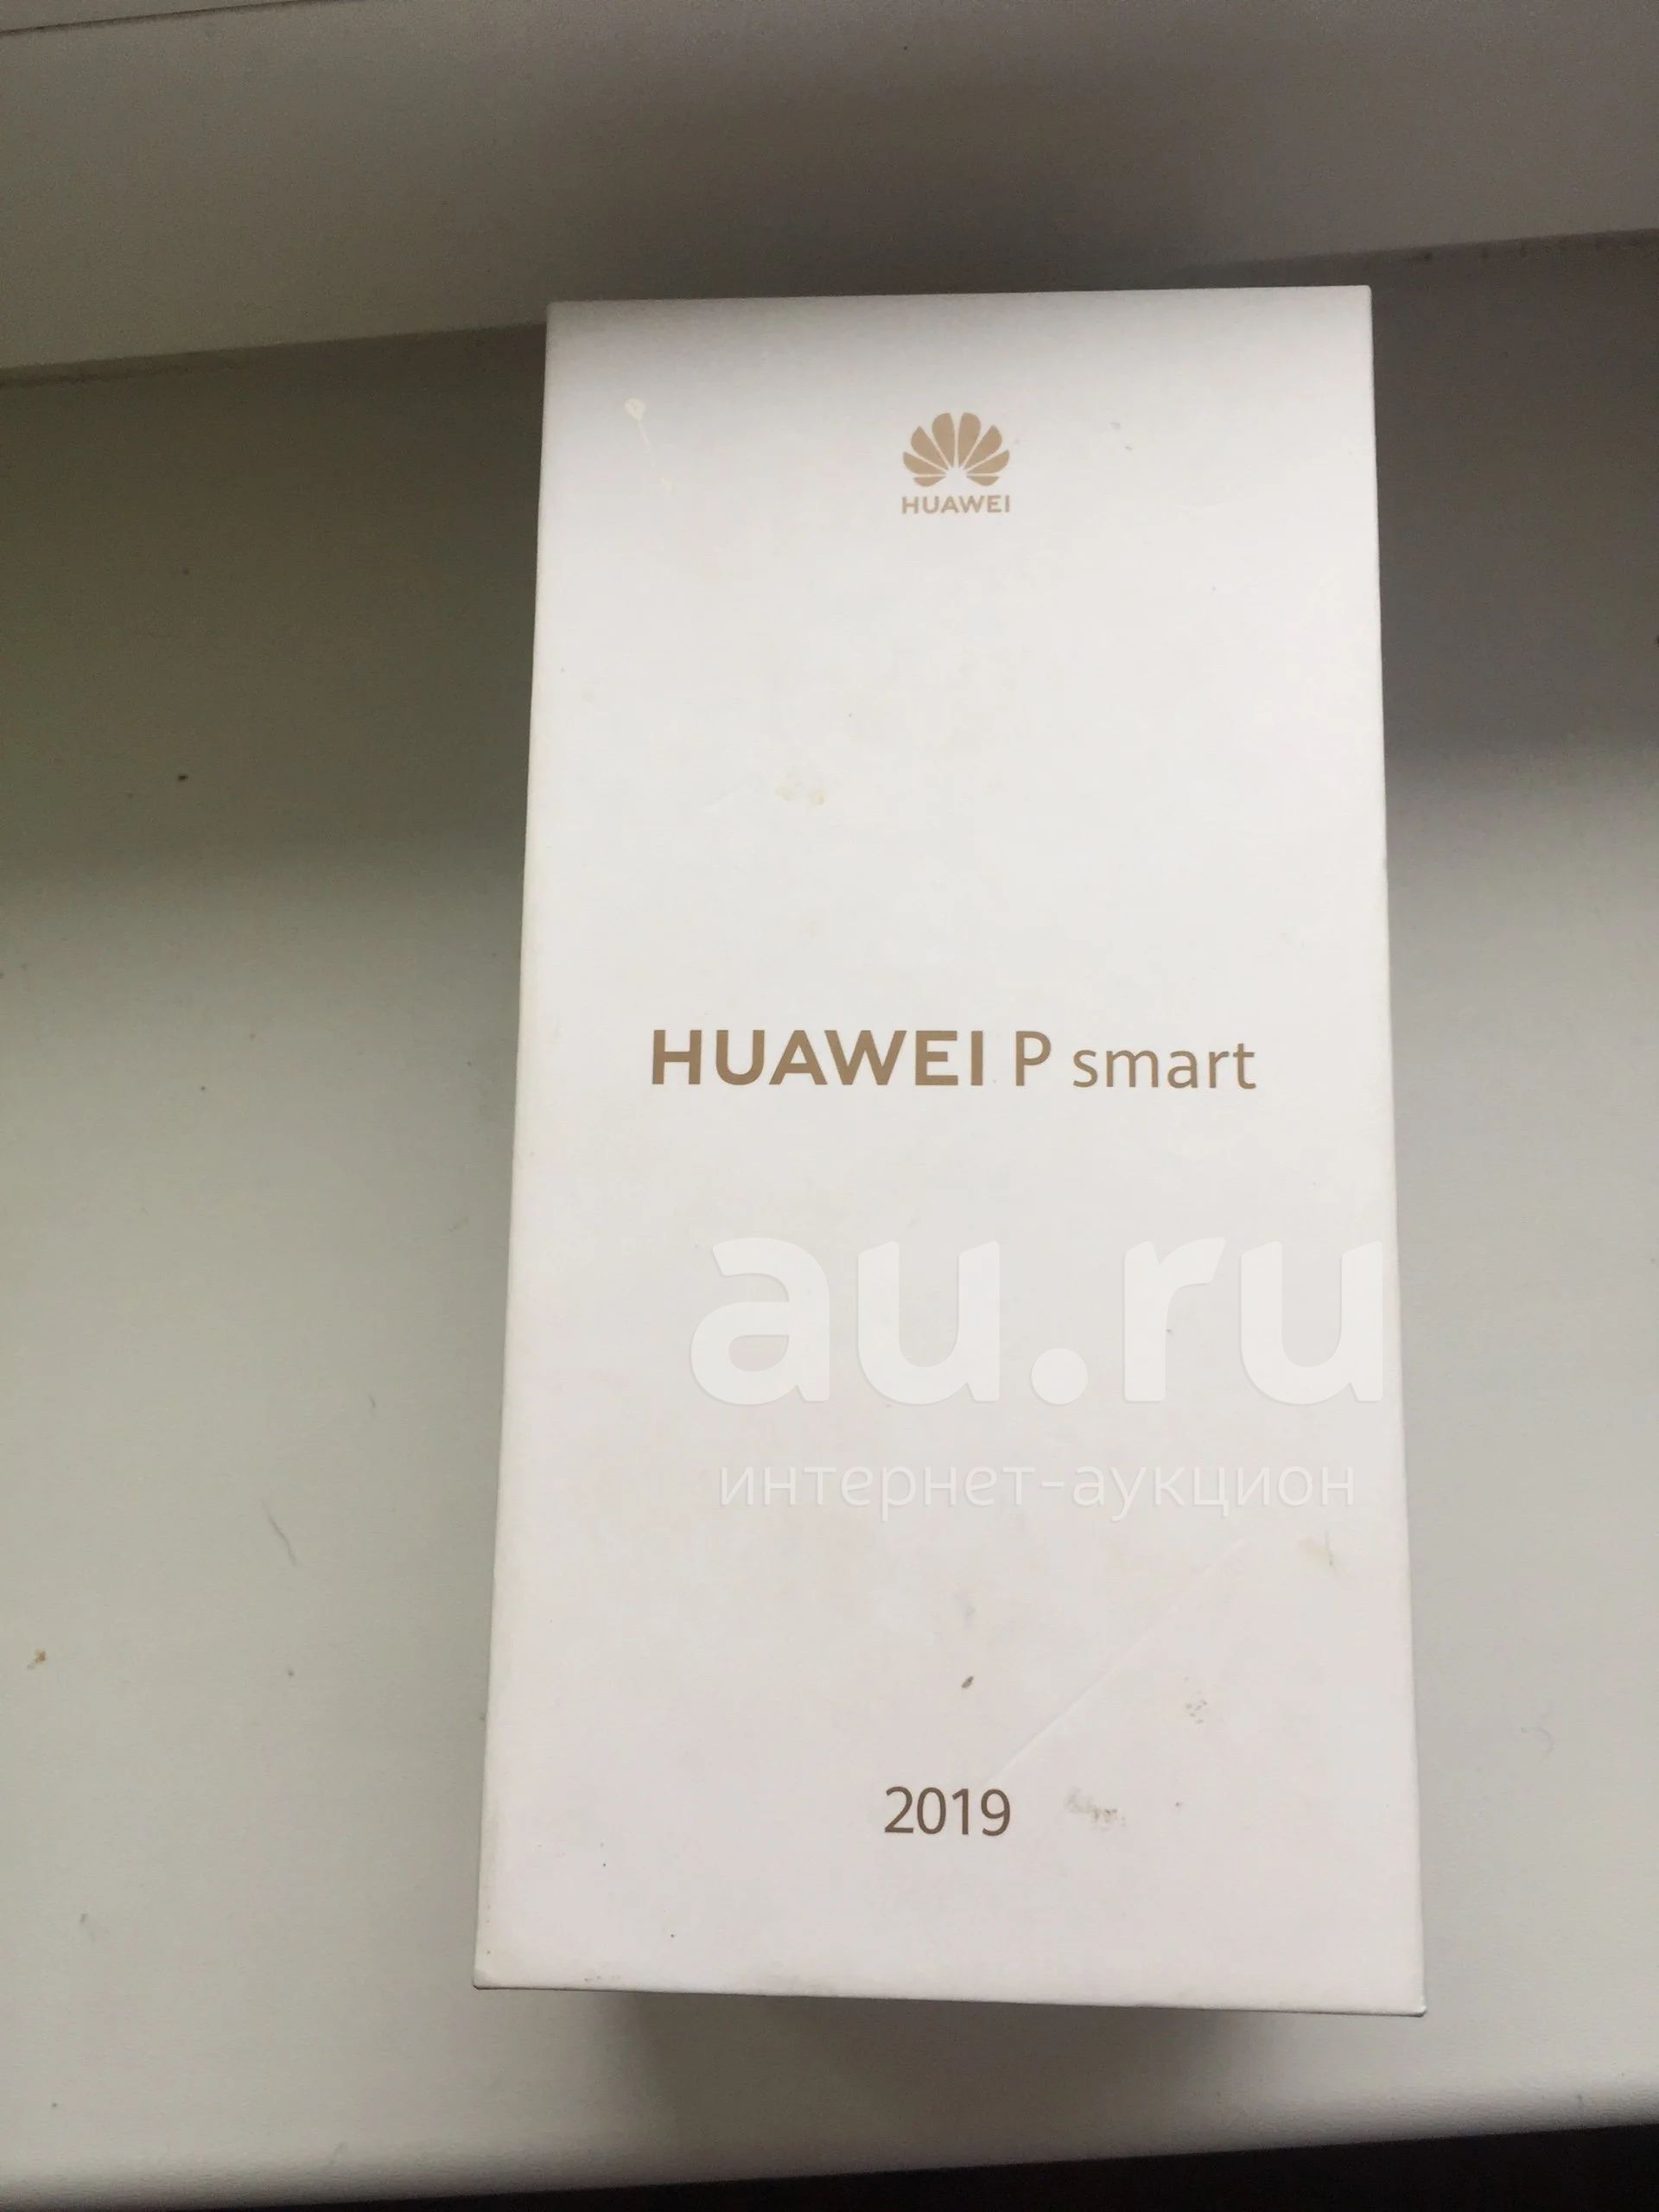 HUAWEI
HUAWEI P smart
au.ru
интернет-аукцион
2019